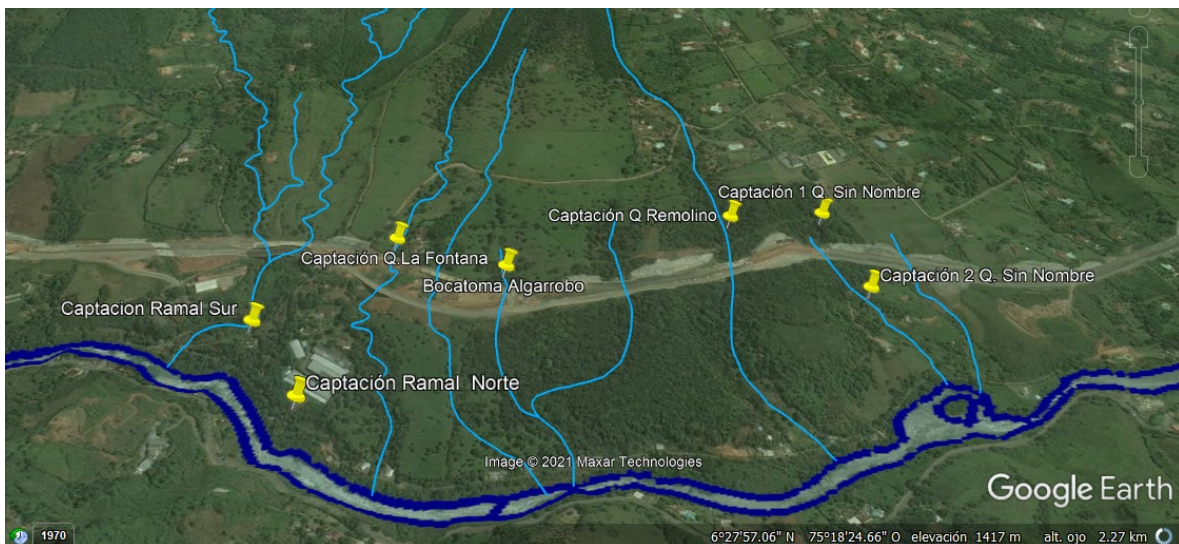 Captación 1 Q. Sin Nombre
Captación Q Remolino
Captación Q.La Fontana
Captación 2 Q. Sin Nombre
Bocatoma Algarrobo
Captacion Ramal Sur
Captación Ramal Norte
Image © 2021 Maxar Technologies
Google Earth
1970
6°27'57.06" N 75°18'24.66" O elevación 1417 m alt. ojo 2.27 km